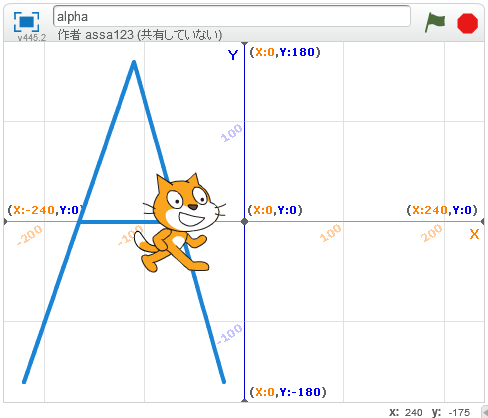 alpha
v445.2
作者 assa123 (共有していない)
Y
(X:0,Y:180)
100
(X:-240,Y:0)
(X:0,Y:0)
(X:240,Y:0)
-200
-100
100
200
X
-100
(X:0,Y:-180)
x: 240 y: -175